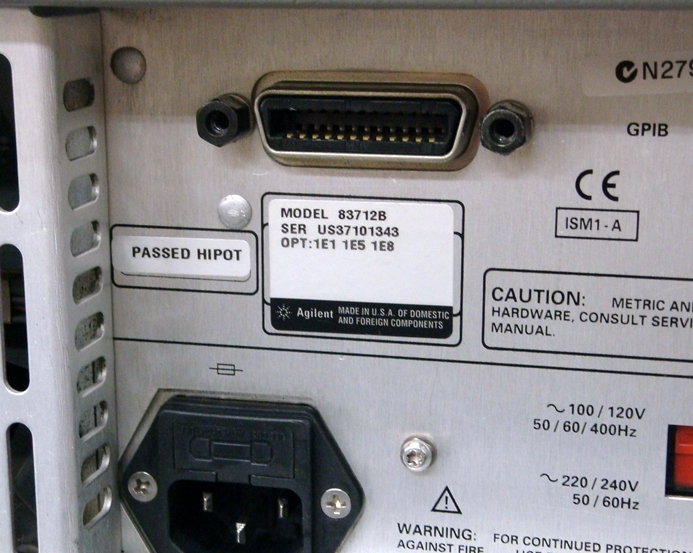 N279
GPIB
CE
ISM1-A
MODEL 83712B
SER US37101343
OPT:1E1 1E5 1E8
PASSED HIPOT
Agilent MADE IN U.S.A. OF DOMESTIC
AND FOREIGN COMPONENTS
CAUTION: METRIC AN
HARDWARE, CONSULT SERVI
MANUAL.
~100/120V
50/60/400Hz
~220/240V
50/60Hz
WARNING: FOR CONTINUED PROTECTIO
AGAINST FIRE